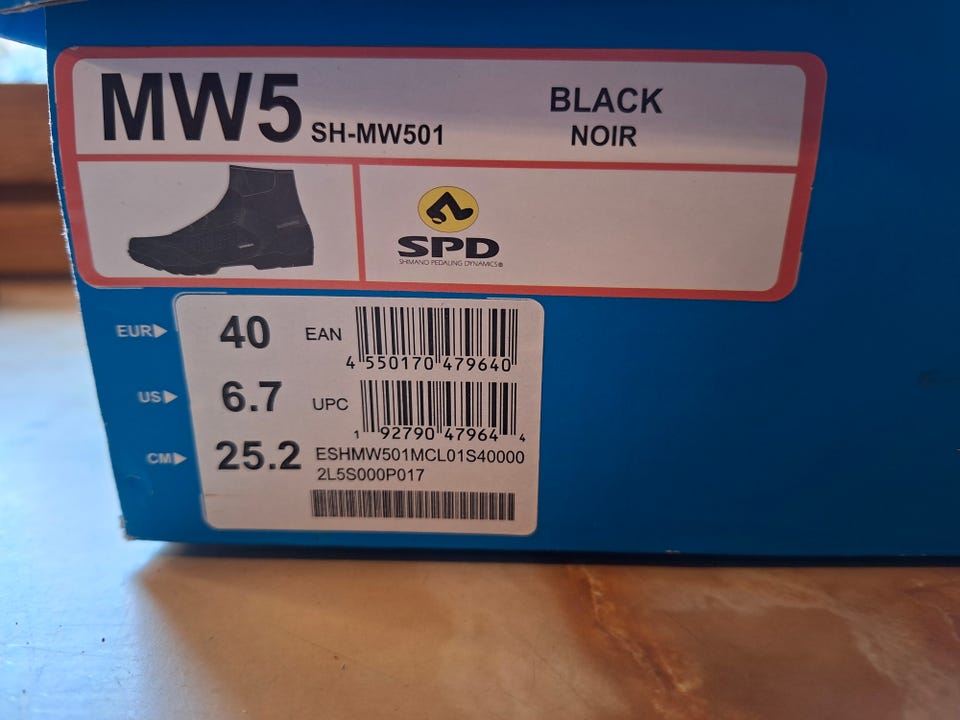 MW5 SH-MW501
BLACK
NOIR
SPD
SHIMANO PEDALING DYNAMICS®
EUR 40
EAN
4 550170 479640
US 6.7
UPC
1 92790 47964 4
CM 25.2
ESHMW501MCL01S40000
2L5S000P017